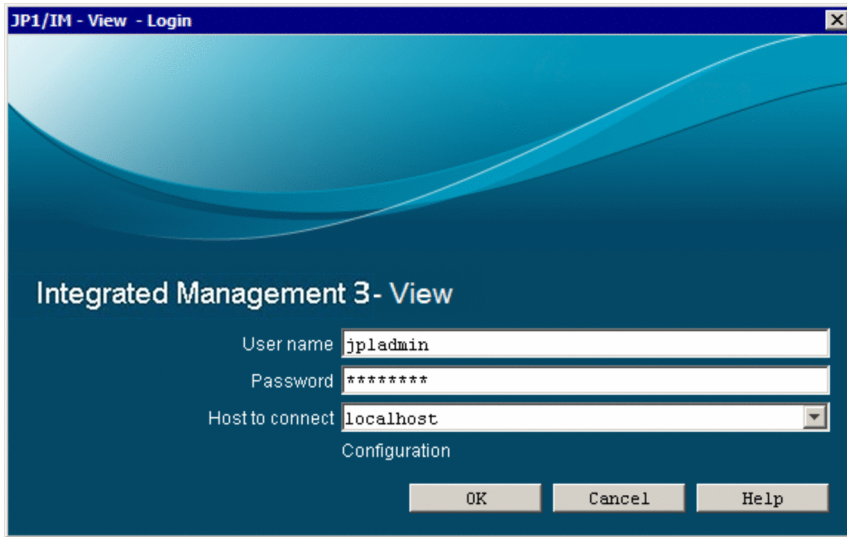 JP1/IM - View - Login
Integrated Management 3 - View
User name jp1admin
Password ********
Host to connect localhost
Configuration
OK Cancel Help